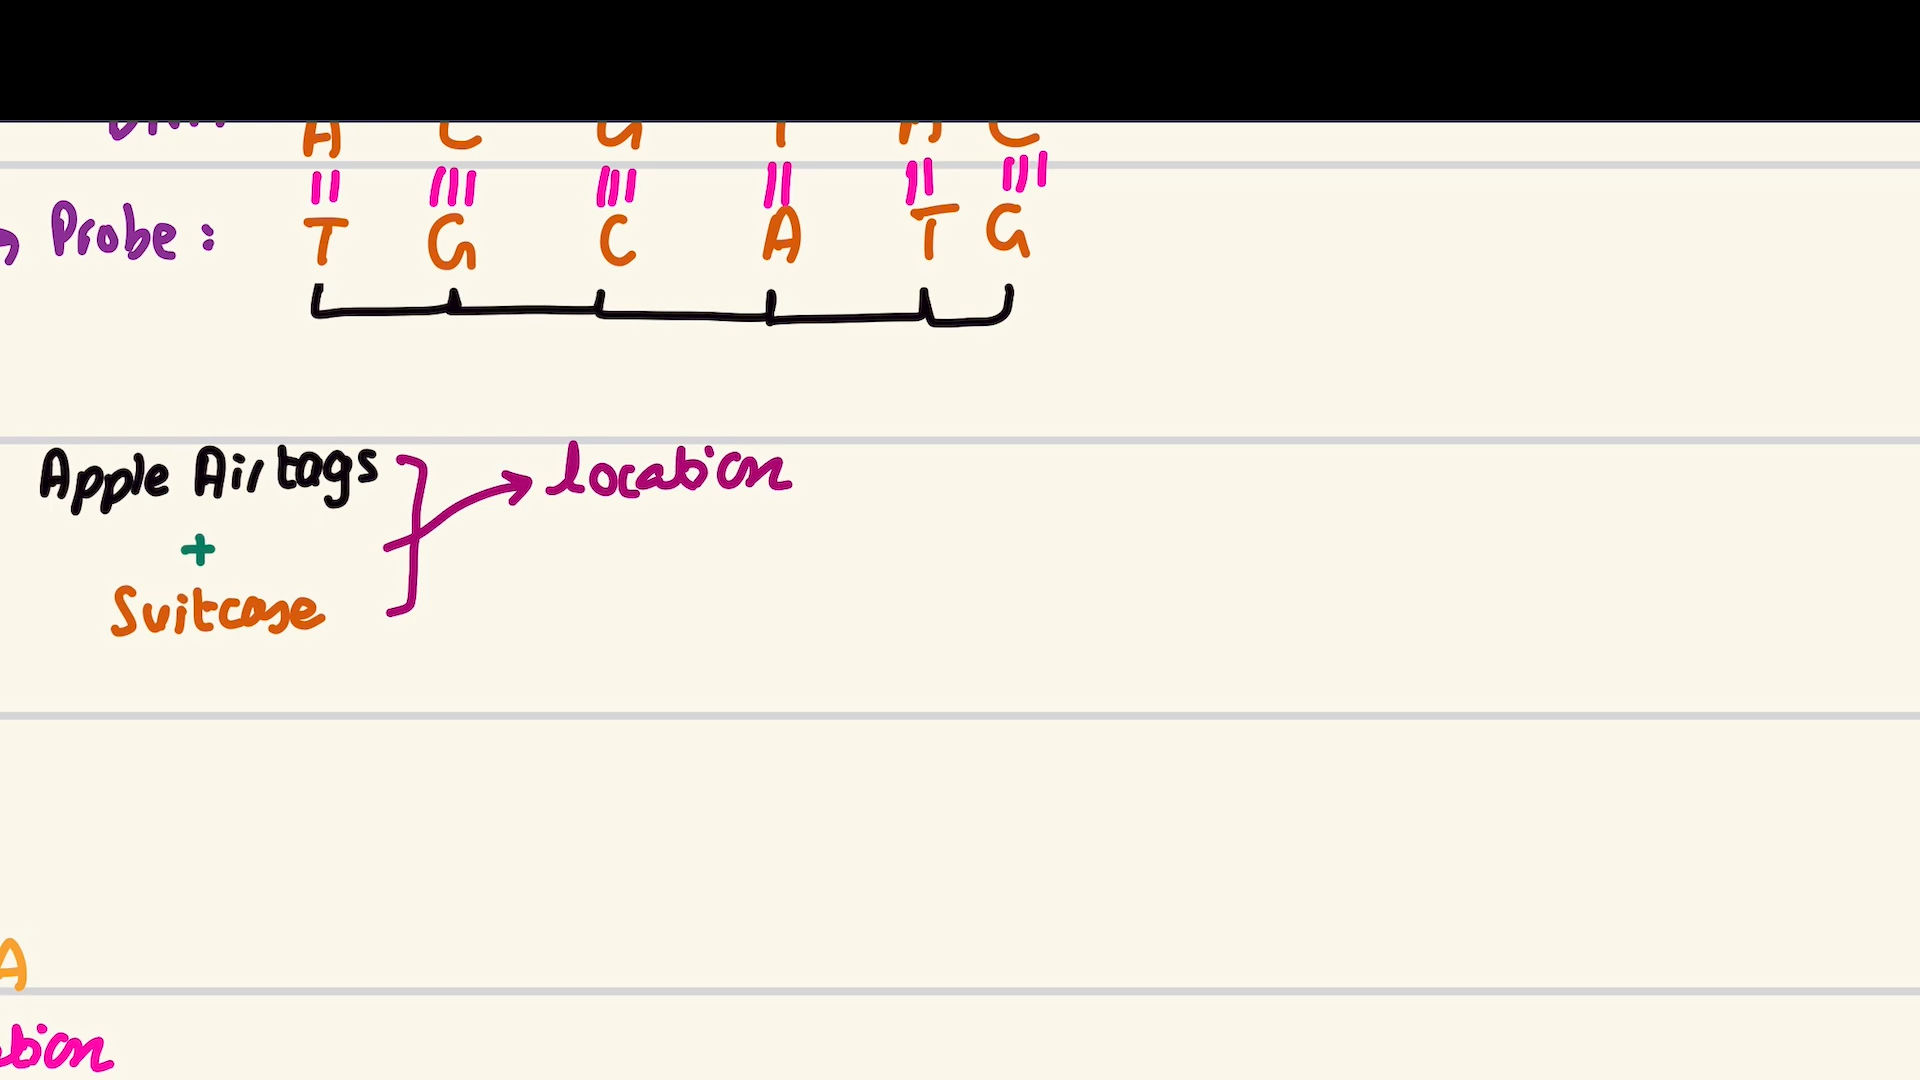 A C G T A C
Probe : T G C A T G
Apple Airtags location
+
Suitcase
A